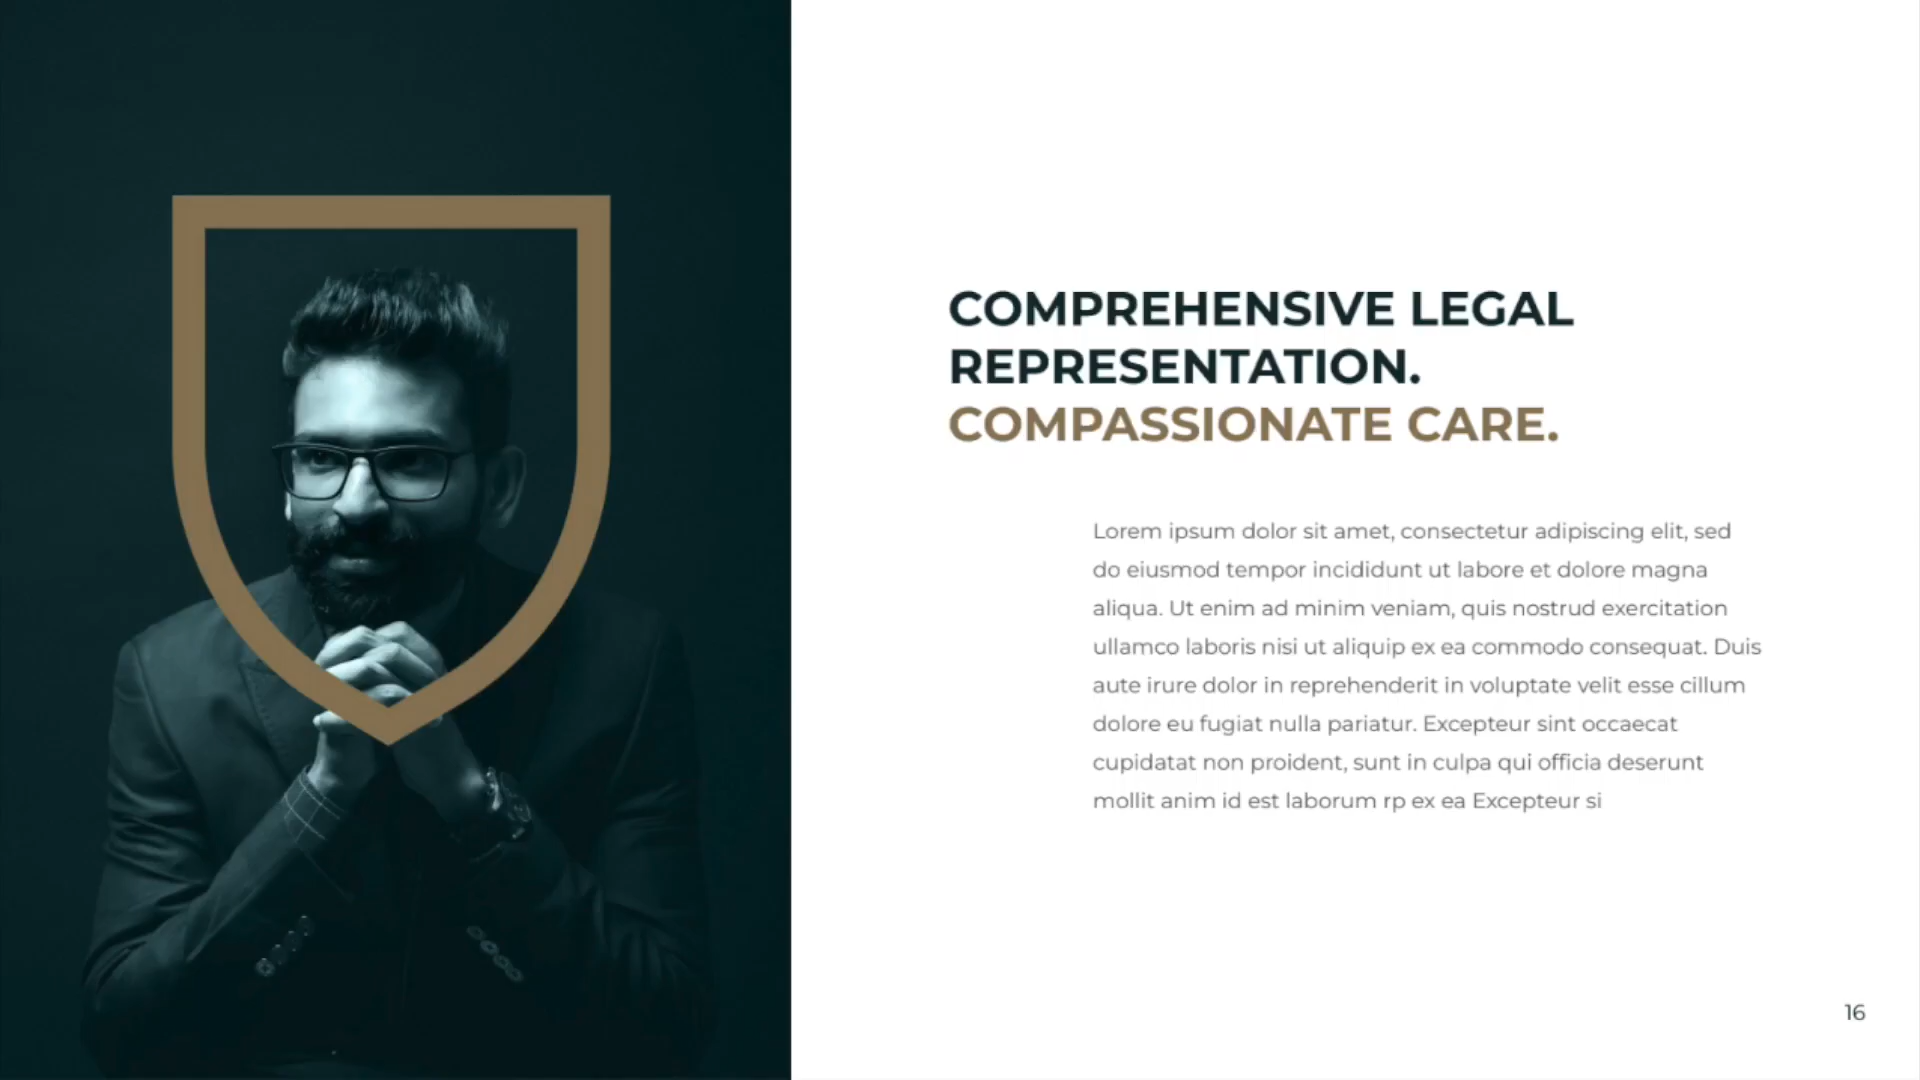 COMPREHENSIVE LEGAL
REPRESENTATION.
COMPASSIONATE CARE.
Lorem ipsum dolor sit amet, consectetur adipiscing elit, sed
do eiusmod tempor incididunt ut labore et dolore magna
aliqua. Ut enim ad minim veniam, quis nostrud exercitation
ullamco laboris nisi ut aliquip ex ea commodo consequat. Duis
aute irure dolor in reprehenderit in voluptate velit esse cillum
dolore eu fugiat nulla pariatur. Excepteur sint occaecat
cupidatat non proident, sunt in culpa qui officia deserunt
mollit anim id est laborum rp ex ea Excepteur si
16